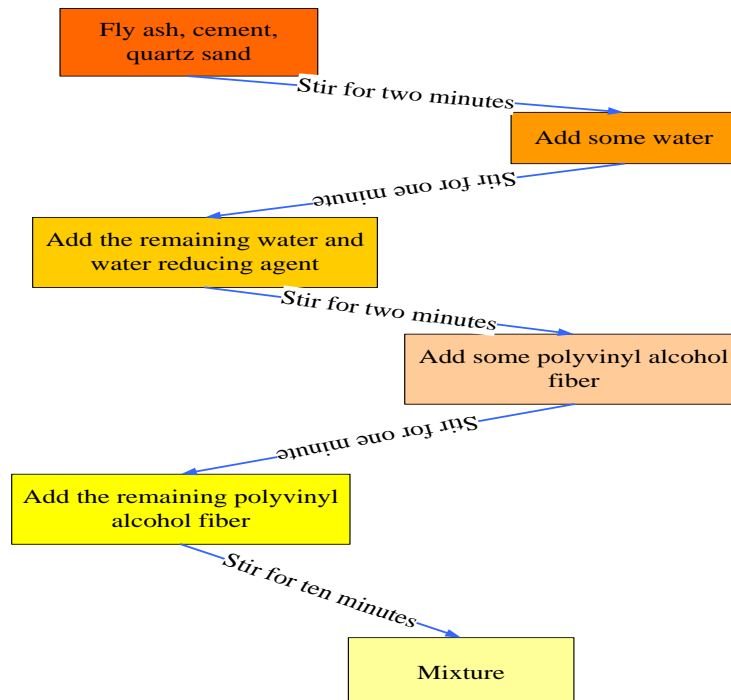 Fly ash, cement,
quartz sand
Stir for two minutes
Add some water
Stir for one minute
Add the remaining water and
water reducing agent
Stir for two minutes
Add some polyvinyl alcohol
fiber
Stir for one minute
Add the remaining polyvinyl
alcohol fiber
Stir for ten minutes
Mixture